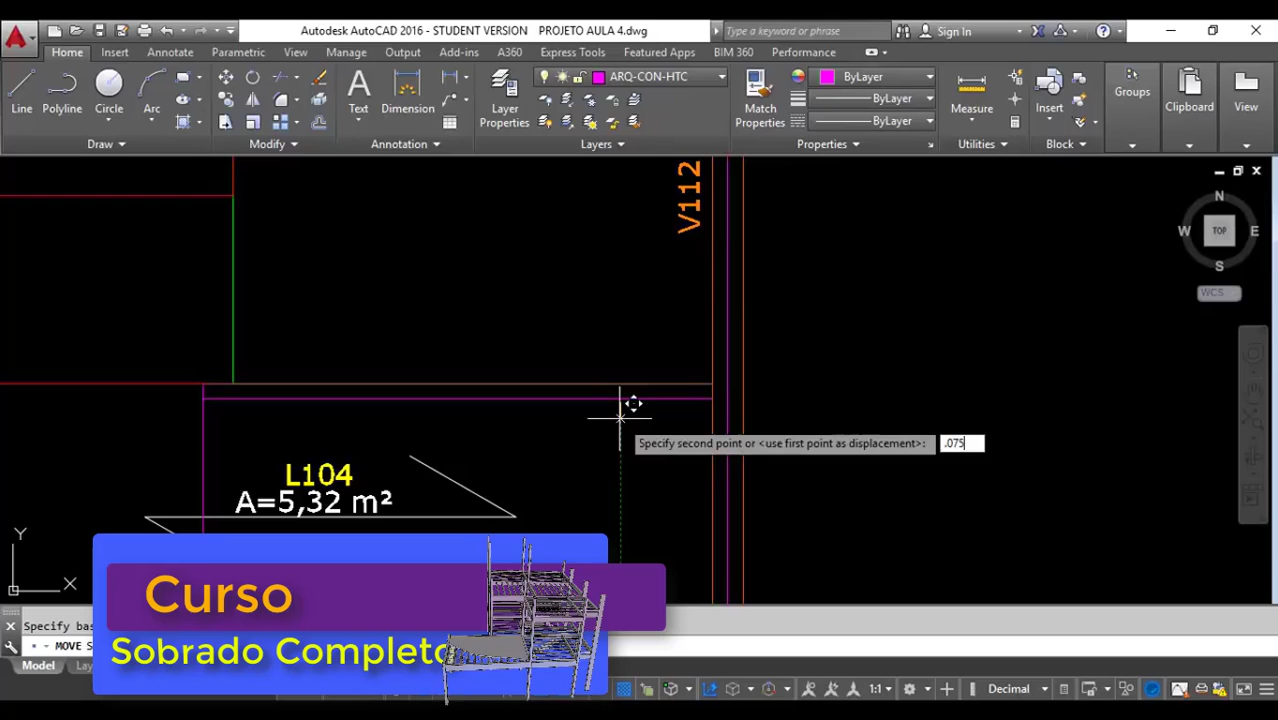 Autodesk AutoCAD 2016 - STUDENT VERSION PROJETO AULA 4.dwg
Type a keyword or phrase
Sign In
Home Insert Annotate Parametric View Manage Output Add-ins A360 Express Tools Featured Apps BIM 360 Performance
ARQ-CON-HTC
ByLayer
ByLayer
ByLayer
Line Polyline Circle Arc
Text Dimension
Layer Properties
Match Properties
Measure
Insert
Groups
Clipboard
View
Draw Modify Annotation Layers Properties Utilities Block
V112
N
W TOP E
S
WCS
Specify second point or <use first point as displacement>: .075
L104
A=5,32 m²
Y
X
Curso
Sobrado Completo
Specify bas
MOVE S
Model Lay
1:1
Decimal